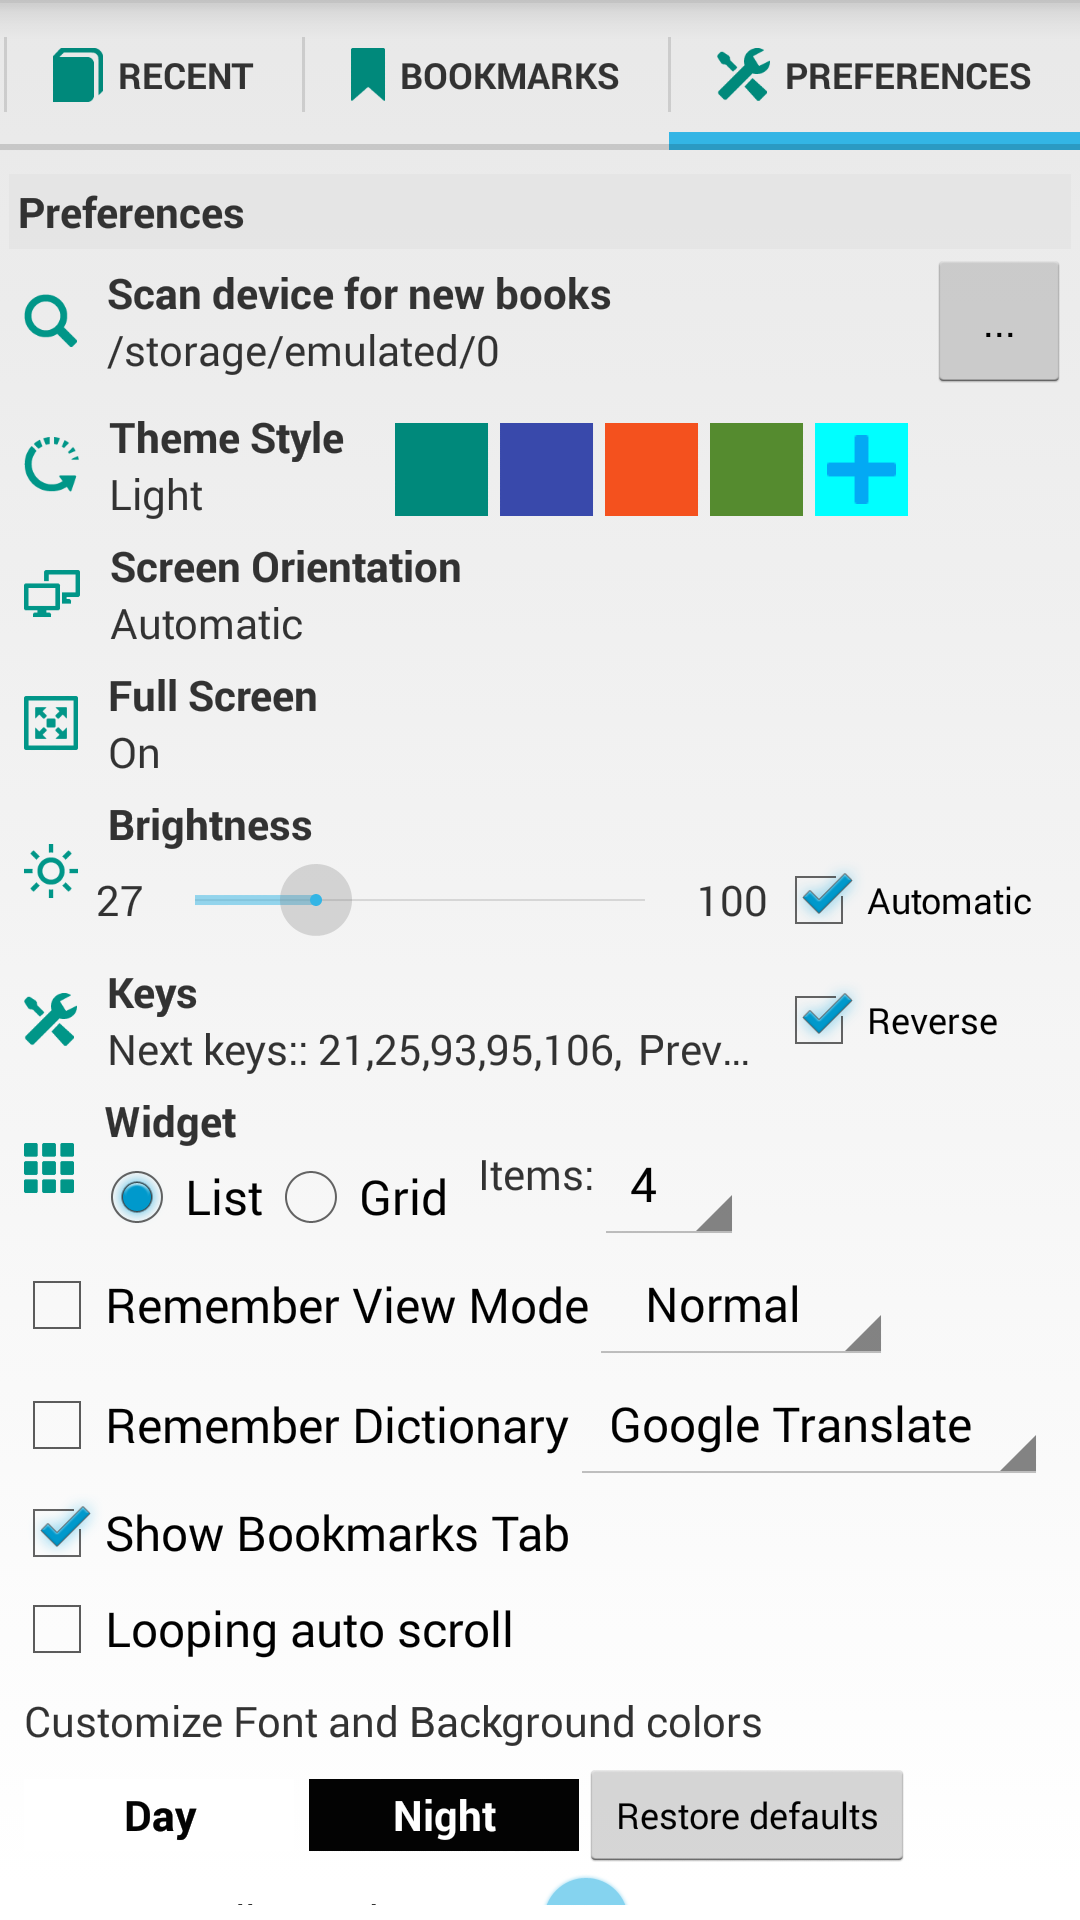 RECENT BOOKMARKS PREFERENCES
Preferences
Scan device for new books
/storage/emulated/0
...
Theme Style
Light
Screen Orientation
Automatic
Full Screen
On
Brightness
27 100 Automatic
Keys
Reverse
Next keys:: 21,25,93,95,106, Prev...
Widget
List Grid Items: 4
Remember View Mode Normal
Remember Dictionary Google Translate
Show Bookmarks Tab
Looping auto scroll
Customize Font and Background colors
Day Night Restore defaults